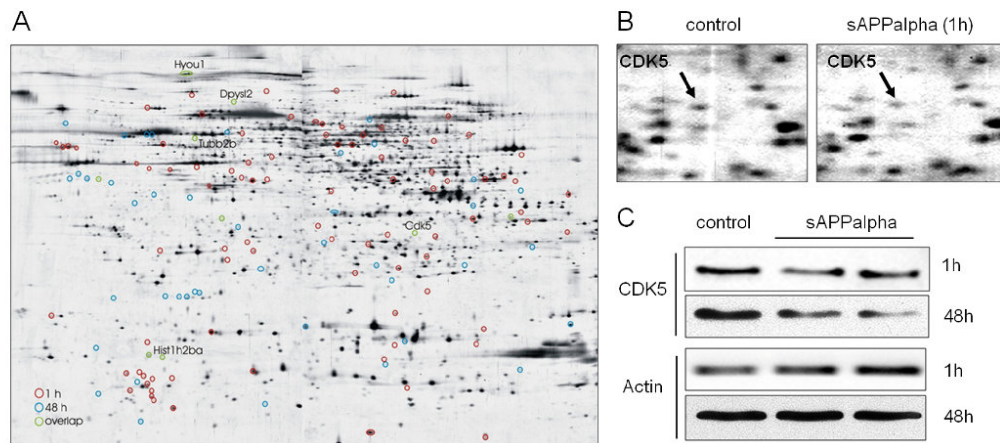 A
Hyou1
Dpysl2
Tubb2b
Cdk5
Hist1h2ba
1 h
48 h
overlap
B
control
sAPPalpha (1h)
CDK5
CDK5
C
control
sAPPalpha
CDK5
1h
48h
Actin
1h
48h